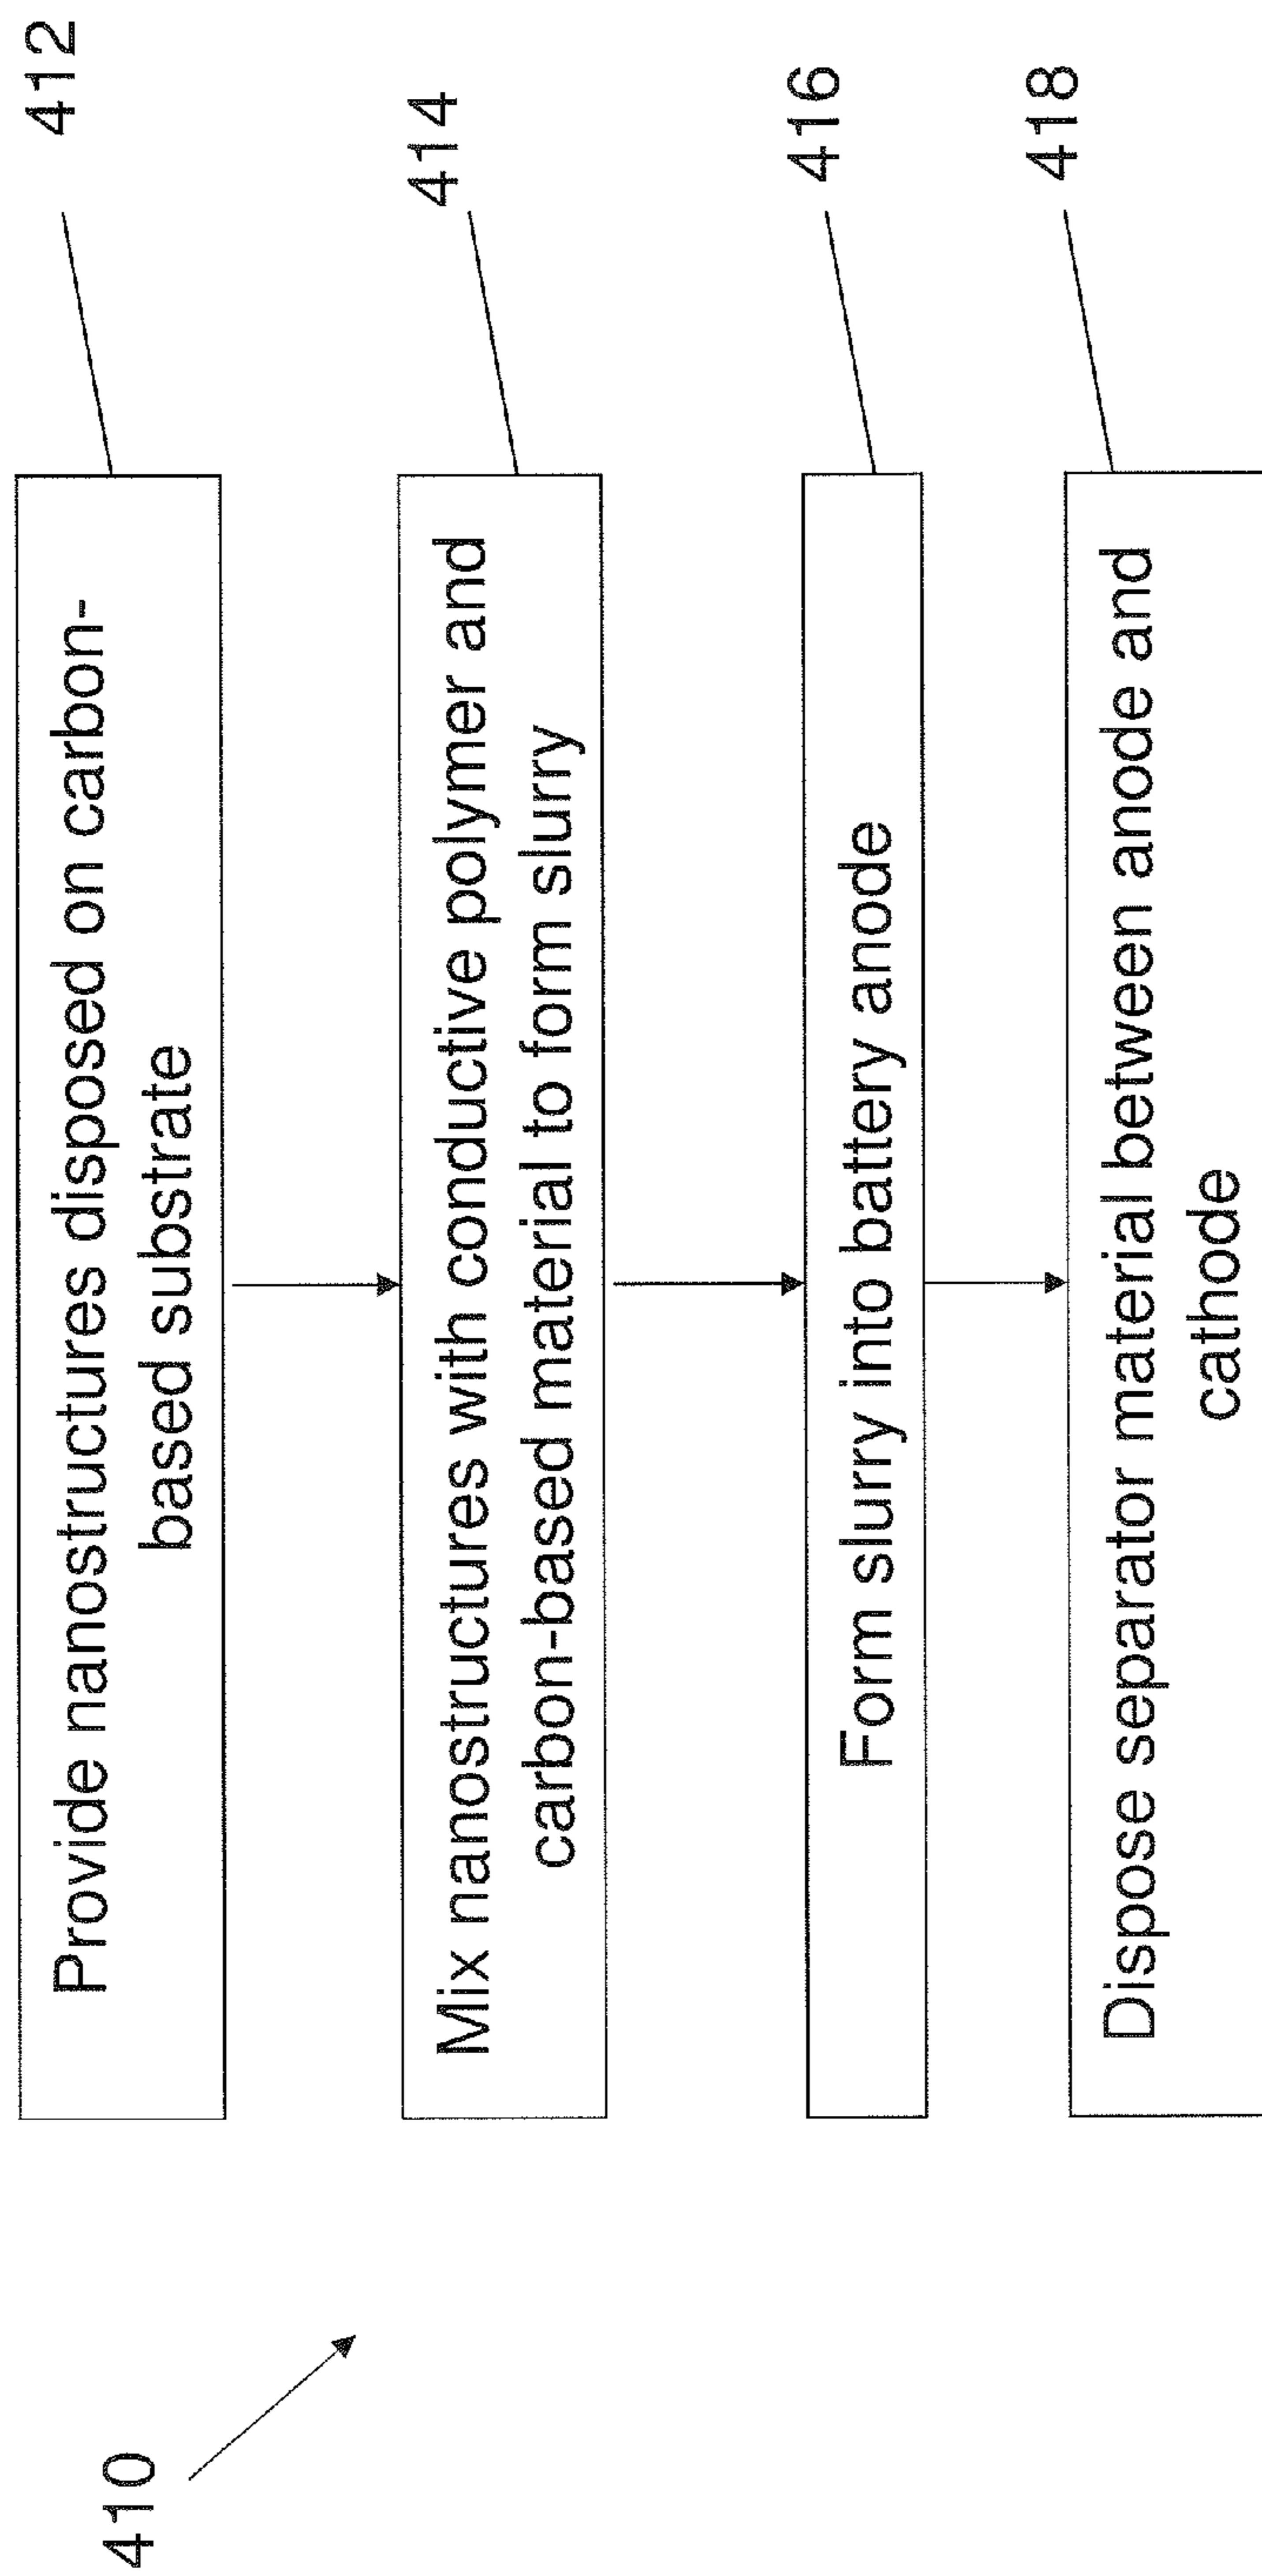 410
Provide nanostructures disposed on carbon-
based substrate
412
Mix nanostructures with conductive polymer and
carbon-based material to form slurry
414
Form slurry into battery anode
416
Dispose separator material between anode and
cathode
418